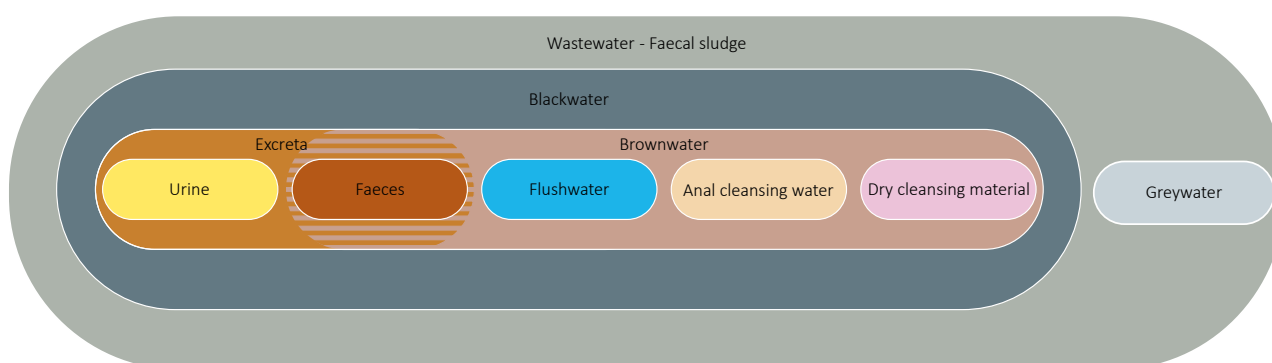 Wastewater - Faecal sludge
Blackwater
Excreta
Brownwater
Urine
Faeces
Flushwater
Anal cleansing water
Dry cleansing material
Greywater